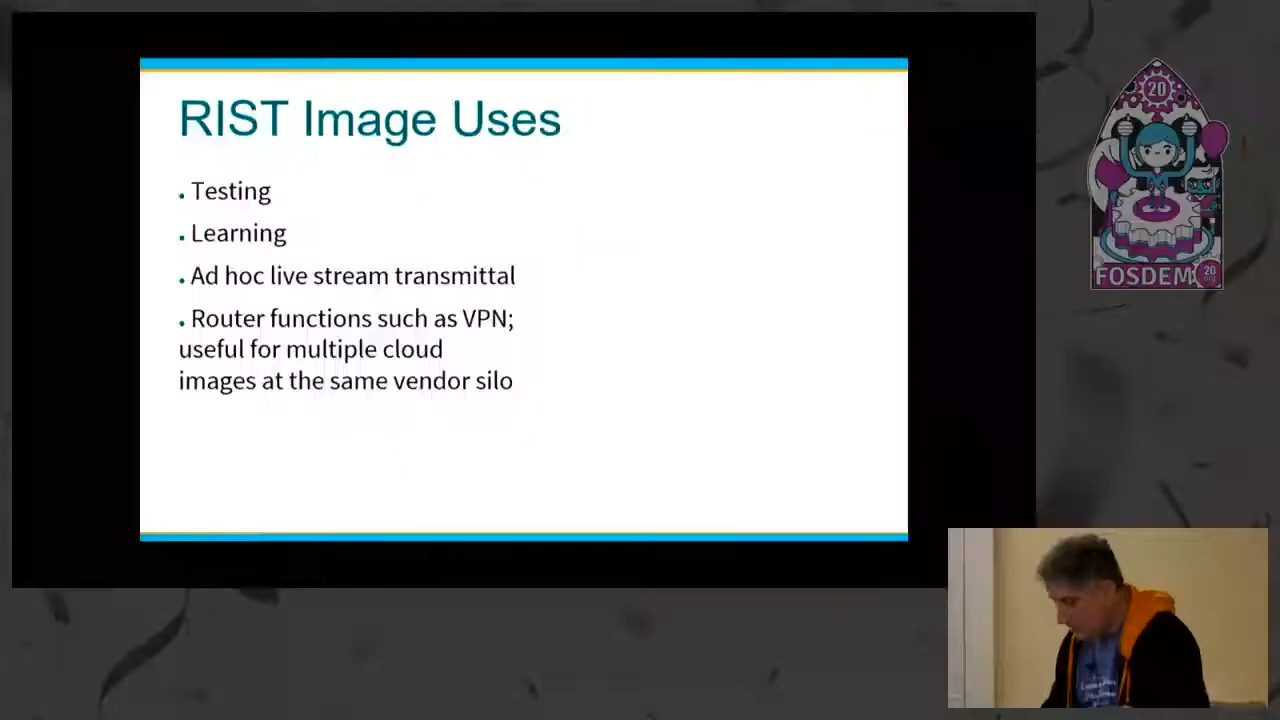 RIST Image Uses
. Testing
. Learning
. Ad hoc live stream transmittal
. Router functions such as VPN;
useful for multiple cloud
images at the same vendor silo
20
FOSDEM 20